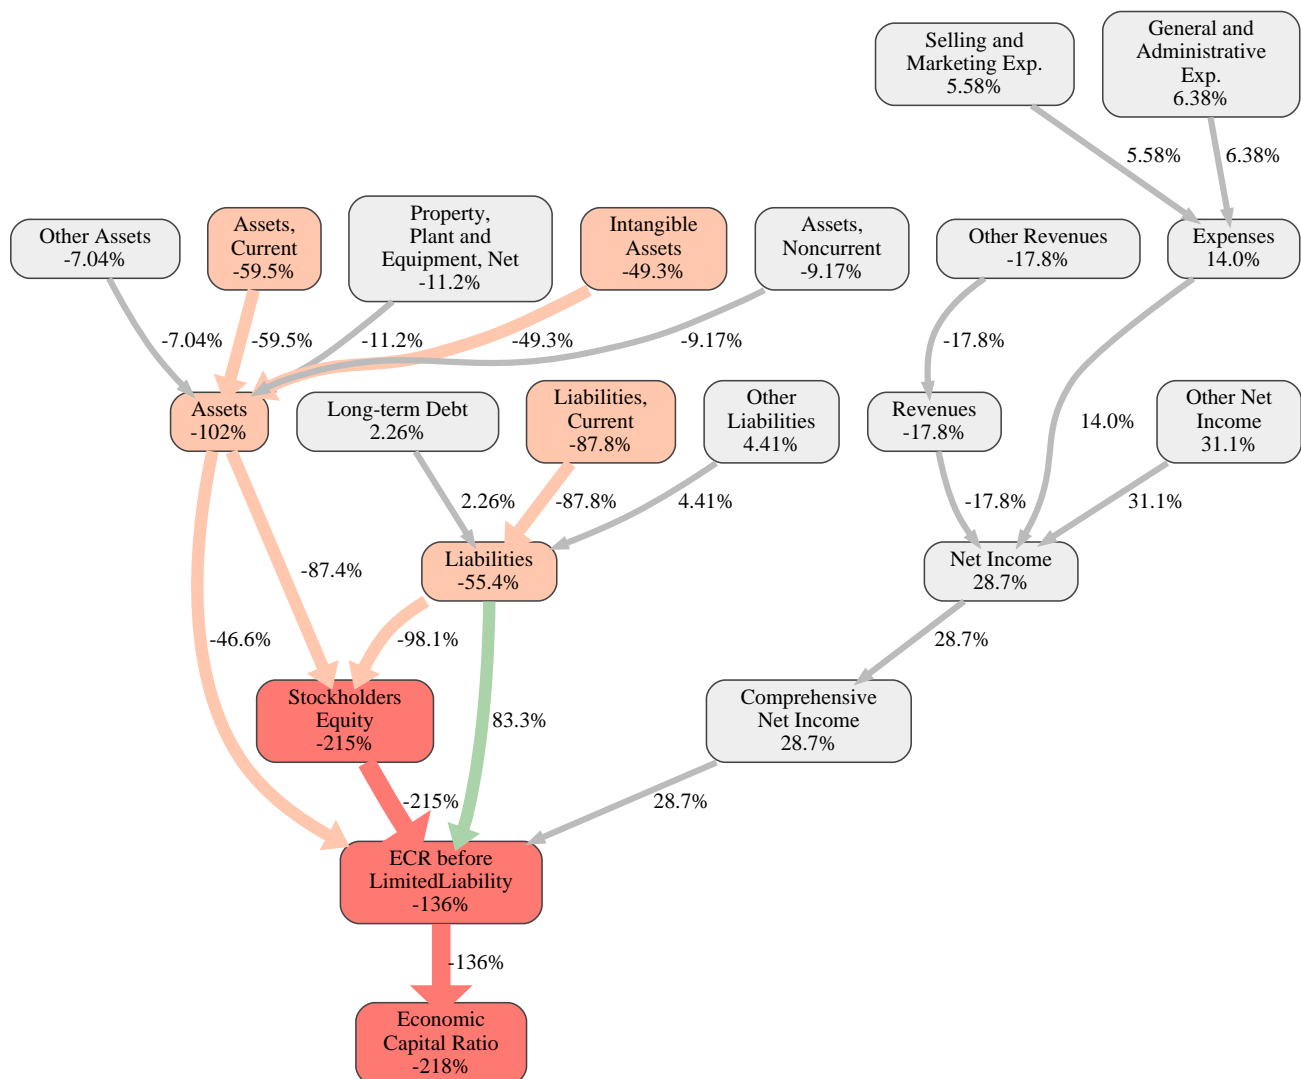 Selling and
Marketing Exp.
5.58%
General and
Administrative
Exp.
6.38%
5.58%
6.38%
Other Assets
-7.04%
Assets,
Current
-59.5%
Property,
Plant and
Equipment, Net
-11.2%
Intangible
Assets
-49.3%
Assets,
Noncurrent
-9.17%
Other Revenues
-17.8%
Expenses
14.0%
-7.04%
-59.5%
-11.2%
-49.3%
-9.17%
-17.8%
Assets
-102%
Long-term Debt
2.26%
Liabilities,
Current
-87.8%
Other
Liabilities
4.41%
Revenues
-17.8%
14.0%
Other Net
Income
31.1%
2.26%
-87.8%
4.41%
-17.8%
31.1%
-87.4%
Liabilities
-55.4%
Net Income
28.7%
-46.6%
-98.1%
28.7%
Stockholders
Equity
-215%
83.3%
Comprehensive
Net Income
28.7%
-215%
28.7%
ECR before
LimitedLiability
-136%
-136%
Economic
Capital Ratio
-218%